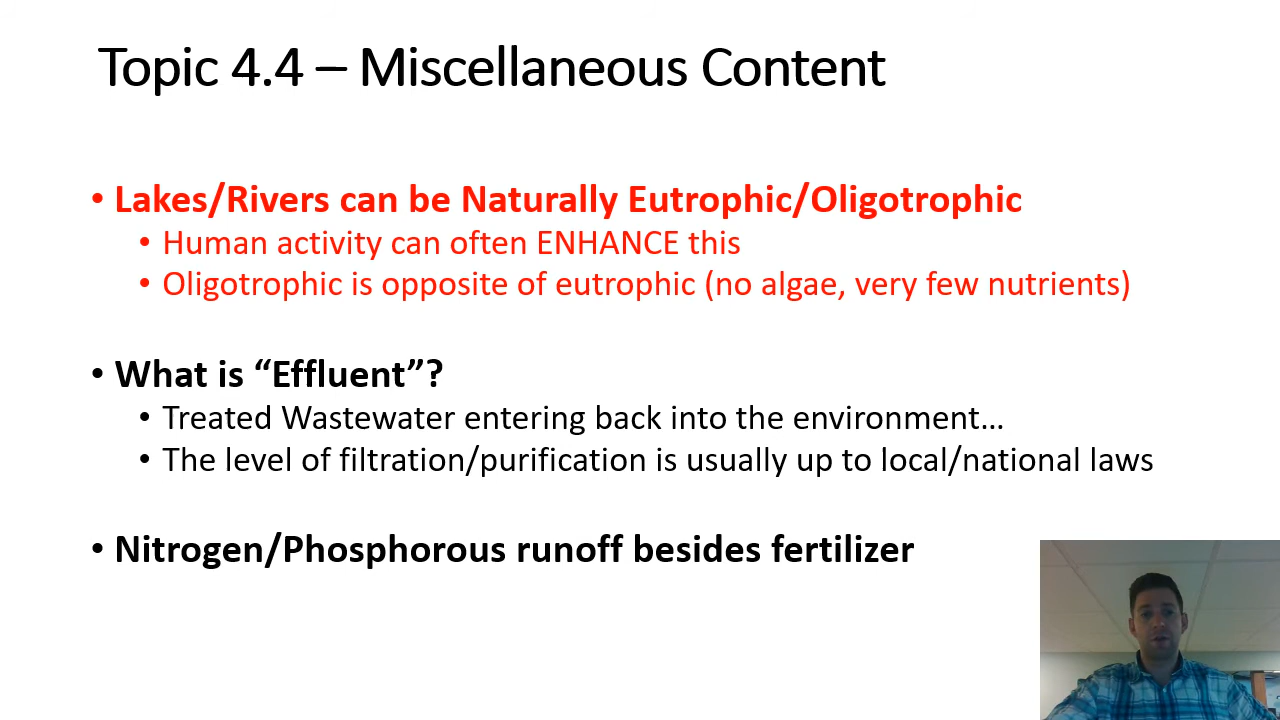 Topic 4.4 – Miscellaneous Content
• Lakes/Rivers can be Naturally Eutrophic/Oligotrophic
• Human activity can often ENHANCE this
• Oligotrophic is opposite of eutrophic (no algae, very few nutrients)
• What is “Effluent”?
• Treated Wastewater entering back into the environment…
• The level of filtration/purification is usually up to local/national laws
• Nitrogen/Phosphorous runoff besides fertilizer